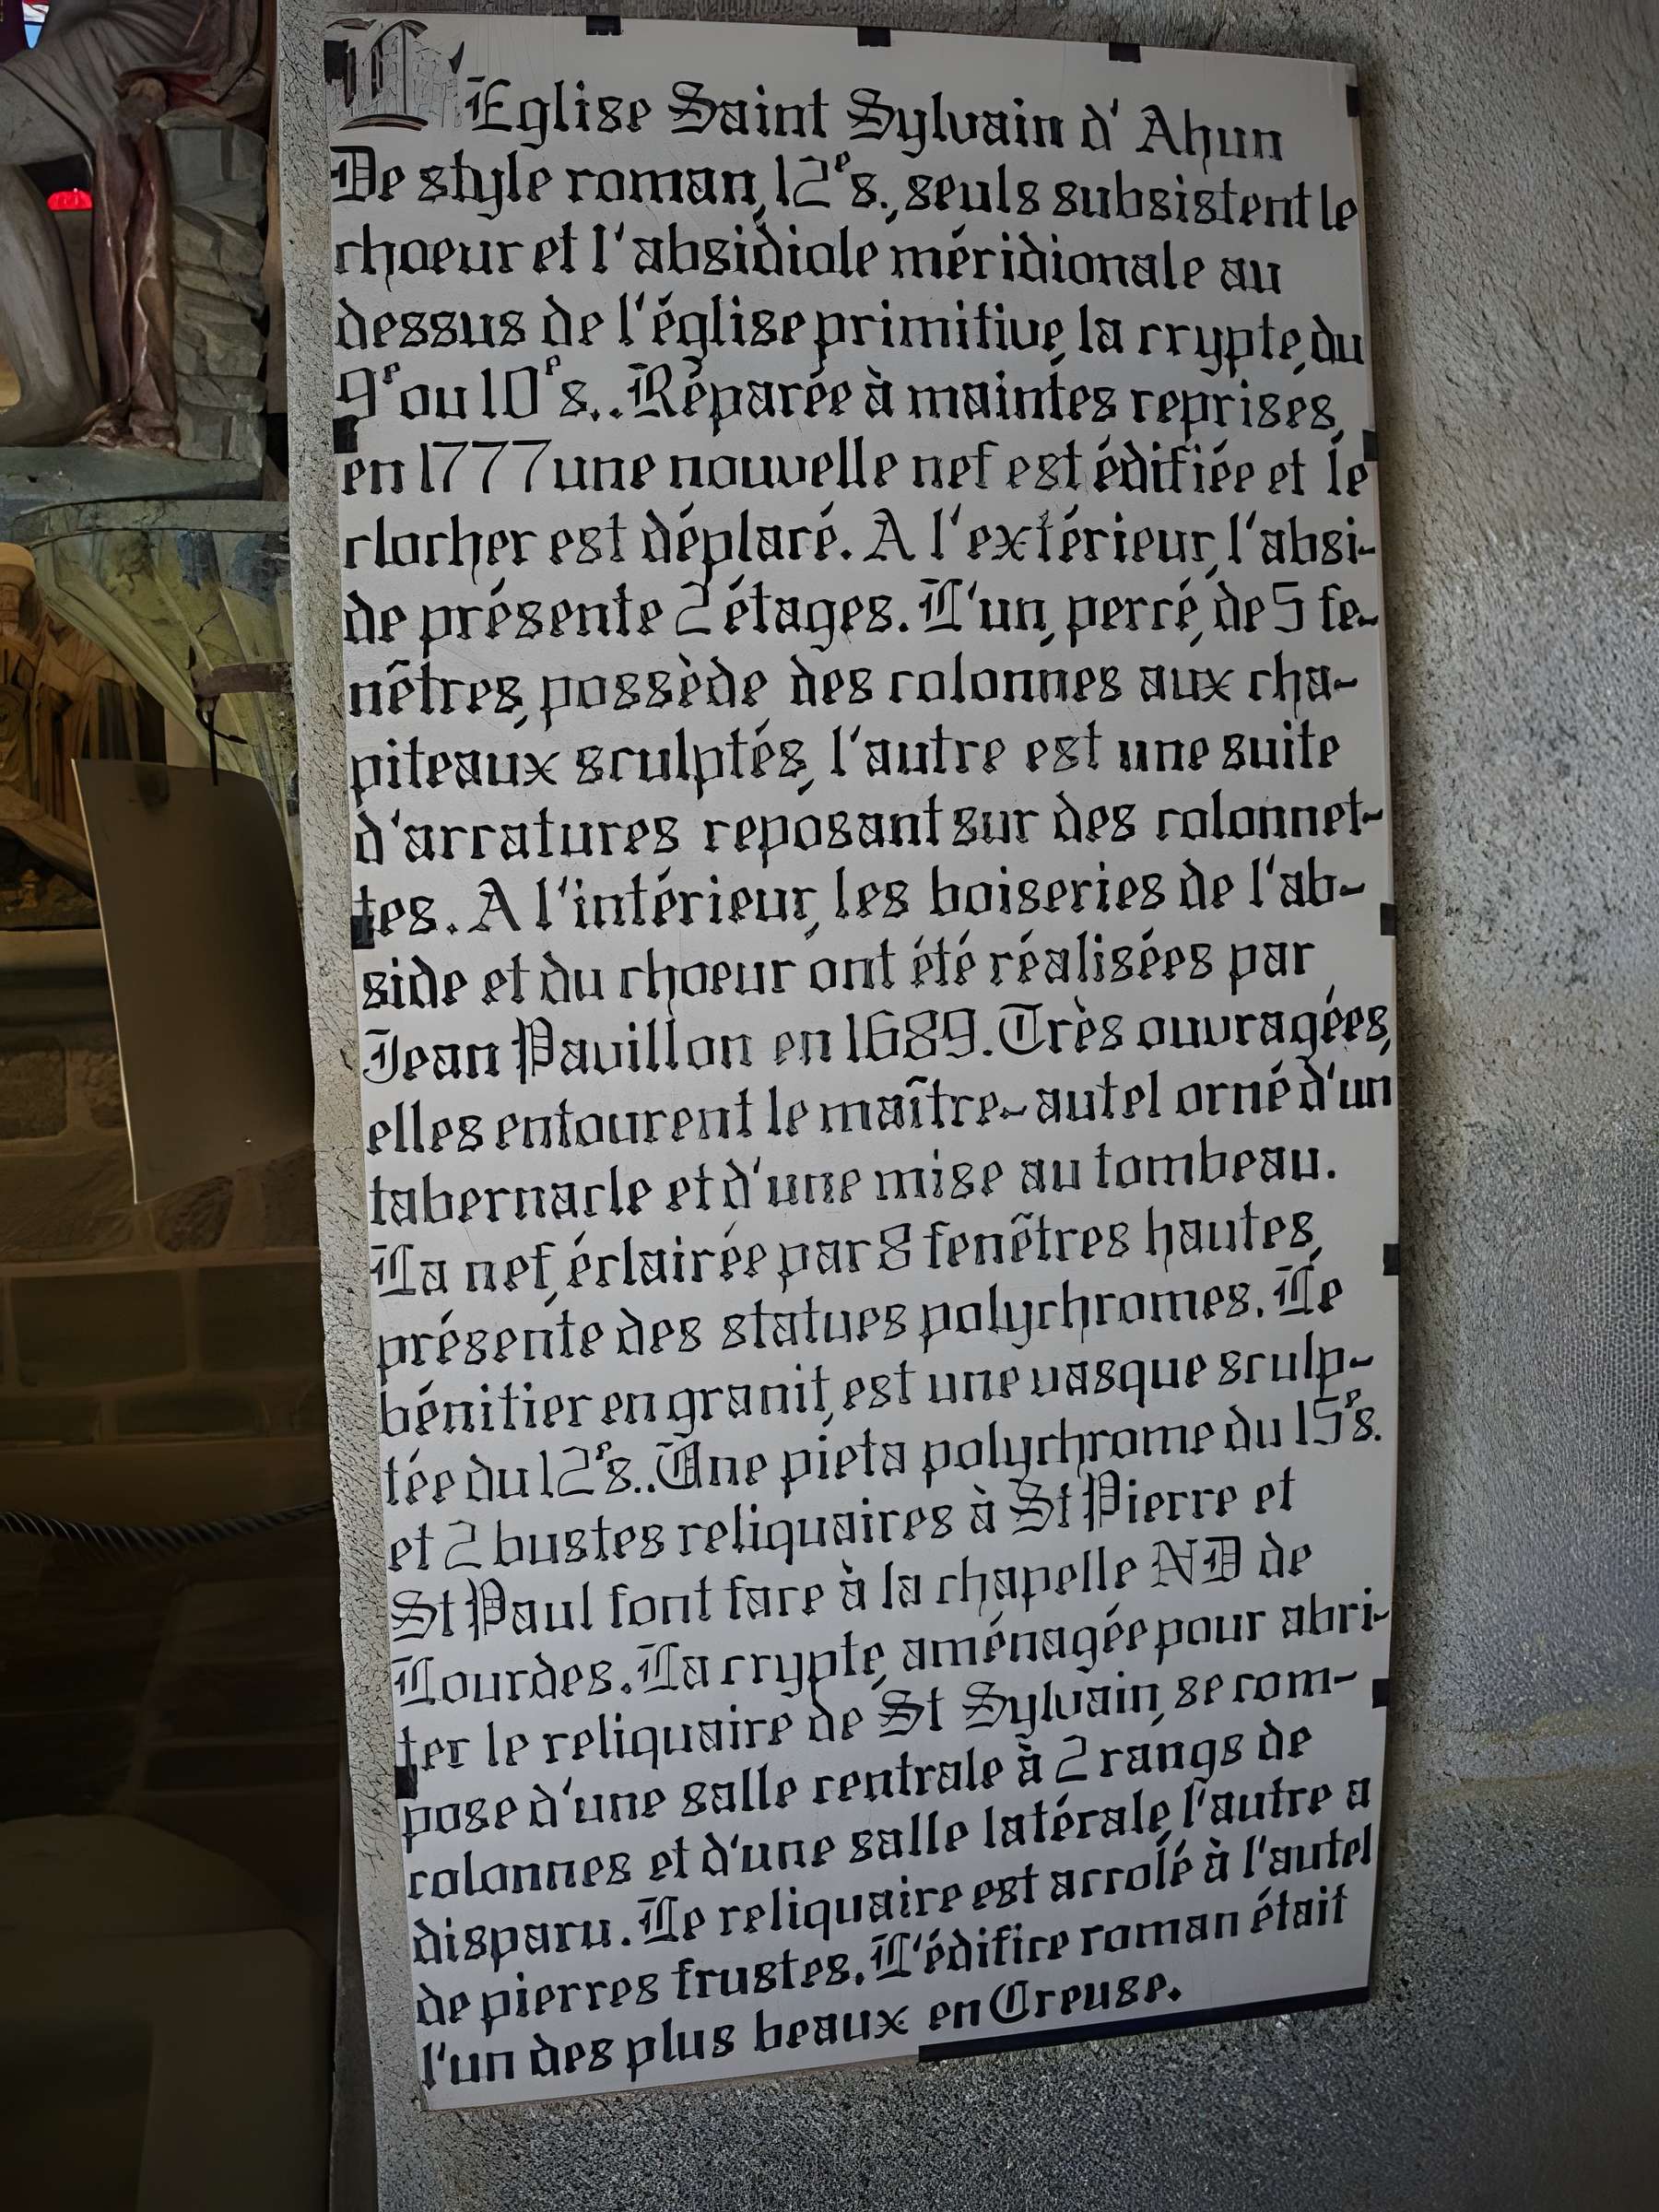 L'Eglise Saint Sylvain d'Ahun
De style roman, 12e s., seuls subsistent le
choeur et l'absidiole méridionale au
dessus de l'église primitive, la crypte, du
9e ou 10e s.. Réparée à maintes reprises,
en 1777 une nouvelle nef est édifiée et le
clocher est déplacé. A l'extérieur, l'absi-
de présente 2 étages. L'un, percé, de 5 fe-
nêtres, possède des colonnes aux cha-
piteaux sculptés, l'autre est une suite
d'arcatures reposant sur des colonnet-
tes. A l'intérieur, les boiseries de l'ab-
side et du choeur ont été réalisées par
Jean Pavillon en 1689. Très ouvragées,
elles entourent le maître-autel orné d'un
tabernacle et d'une mise au tombeau.
La nef, éclairée par 8 fenêtres hautes,
présente des statues polychromes. Le
bénitier en granit, est une vasque sculp-
tée du 12e s.. Une pieta polychrome du 15e s.
et 2 bustes reliquaires à St Pierre et
St Paul font face à la chapelle ND de
Lourdes. La crypte, aménagée pour abri-
ter le reliquaire de St Sylvain, se com-
pose d'une salle centrale à 2 rangs de
colonnes et d'une salle latérale, l'autre a
disparu. Le reliquaire est accolé à l'autel
de pierres frustes. L'édifice roman était
l'un des plus beaux en Creuse.